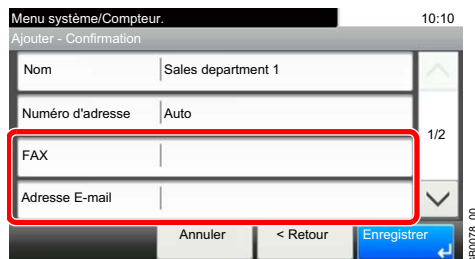 Menu système/Compteur.
10:10
Ajouter - Confirmation
Nom
Sales department 1
Numéro d'adresse
Auto
1/2
FAX
Adresse E-mail
Annuler
< Retour
Enregistrer